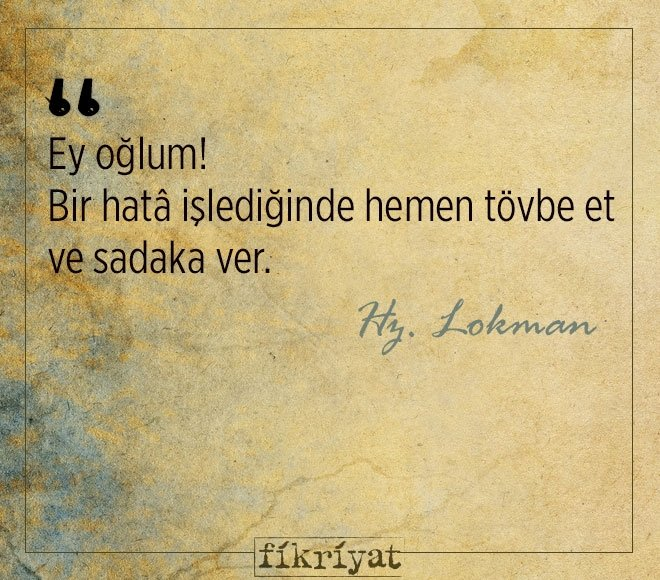 “
Ey oğlum!
Bir hatâ işlediğinde hemen tövbe et
ve sadaka ver.
Hz. Lokman
fikriyat